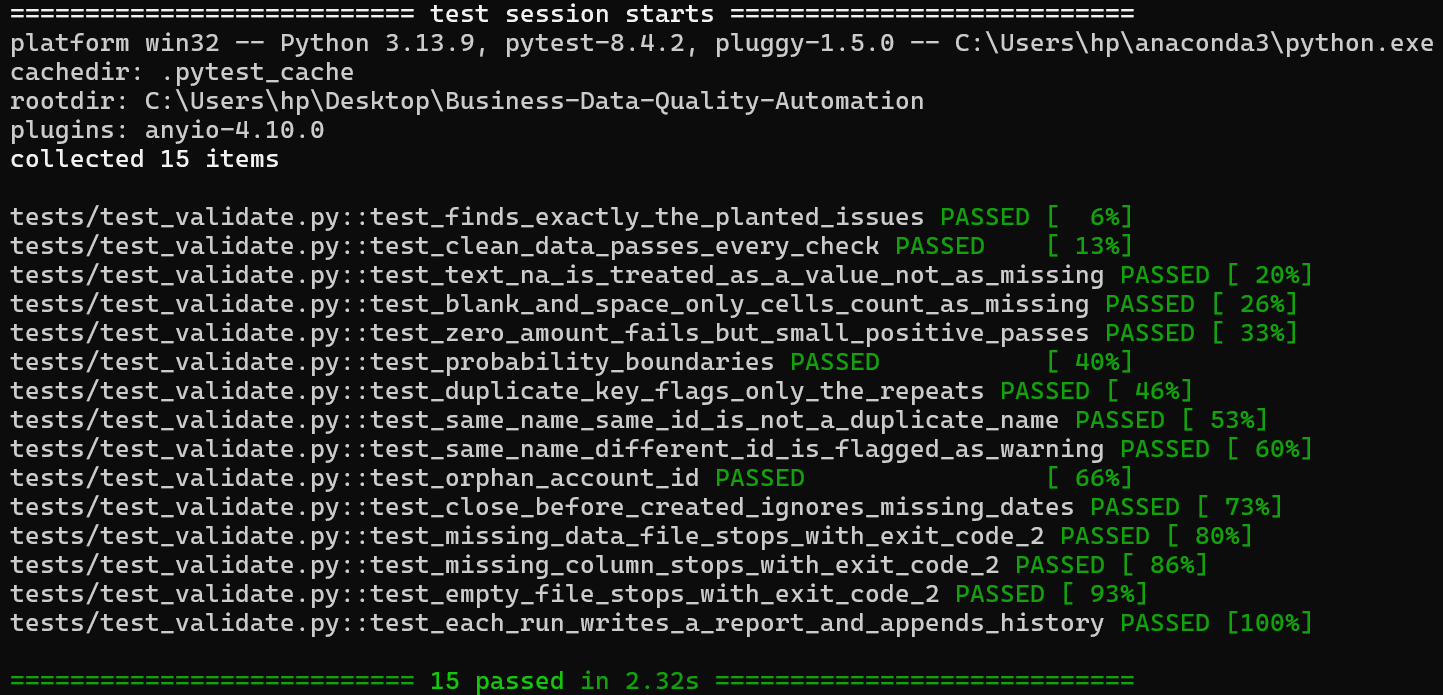 =========================== test session starts ===========================
platform win32 -- Python 3.13.9, pytest-8.4.2, pluggy-1.5.0 -- C:\Users\hp\anaconda3\python.exe
cachedir: .pytest_cache
rootdir: C:\Users\hp\Desktop\Business-Data-Quality-Automation
plugins: anyio-4.10.0
collected 15 items

tests/test_validate.py::test_finds_exactly_the_planted_issues PASSED [  6%]
tests/test_validate.py::test_clean_data_passes_every_check PASSED    [ 13%]
tests/test_validate.py::test_text_na_is_treated_as_a_value_not_as_missing PASSED [ 20%]
tests/test_validate.py::test_blank_and_space_only_cells_count_as_missing PASSED [ 26%]
tests/test_validate.py::test_zero_amount_fails_but_small_positive_passes PASSED [ 33%]
tests/test_validate.py::test_probability_boundaries PASSED           [ 40%]
tests/test_validate.py::test_duplicate_key_flags_only_the_repeats PASSED [ 46%]
tests/test_validate.py::test_same_name_same_id_is_not_a_duplicate_name PASSED [ 53%]
tests/test_validate.py::test_same_name_different_id_is_flagged_as_warning PASSED [ 60%]
tests/test_validate.py::test_orphan_account_id PASSED                [ 66%]
tests/test_validate.py::test_close_before_created_ignores_missing_dates PASSED [ 73%]
tests/test_validate.py::test_missing_data_file_stops_with_exit_code_2 PASSED [ 80%]
tests/test_validate.py::test_missing_column_stops_with_exit_code_2 PASSED [ 86%]
tests/test_validate.py::test_empty_file_stops_with_exit_code_2 PASSED [ 93%]
tests/test_validate.py::test_each_run_writes_a_report_and_appends_history PASSED [100%]

=========================== 15 passed in 2.32s ============================